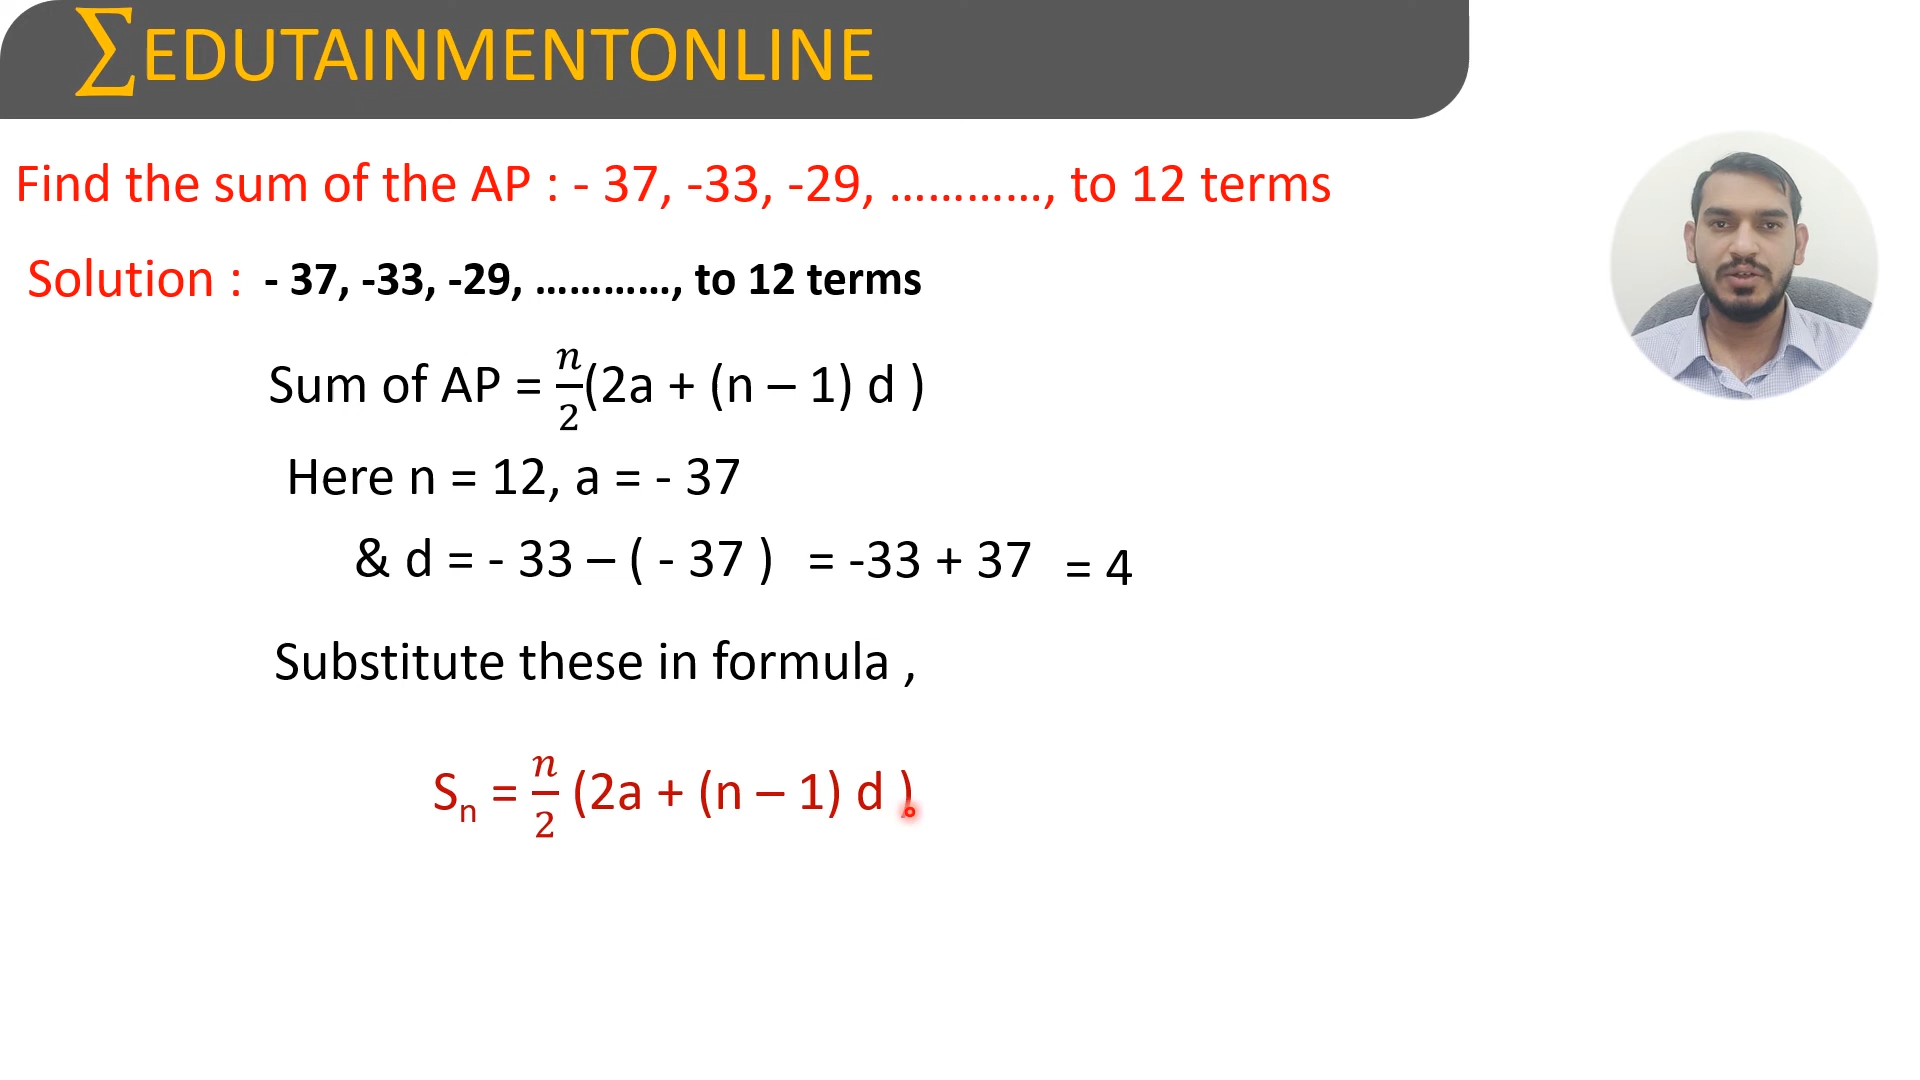 ∑EDUTAINMENTONLINE
Find the sum of the AP : - 37, -33, -29, …………, to 12 terms
Solution : - 37, -33, -29, …………, to 12 terms
Sum of AP = n/2(2a + (n – 1) d )
Here n = 12, a = - 37
& d = - 33 – ( - 37 ) = -33 + 37 = 4
Substitute these in formula ,
Sn = n/2 (2a + (n – 1) d )